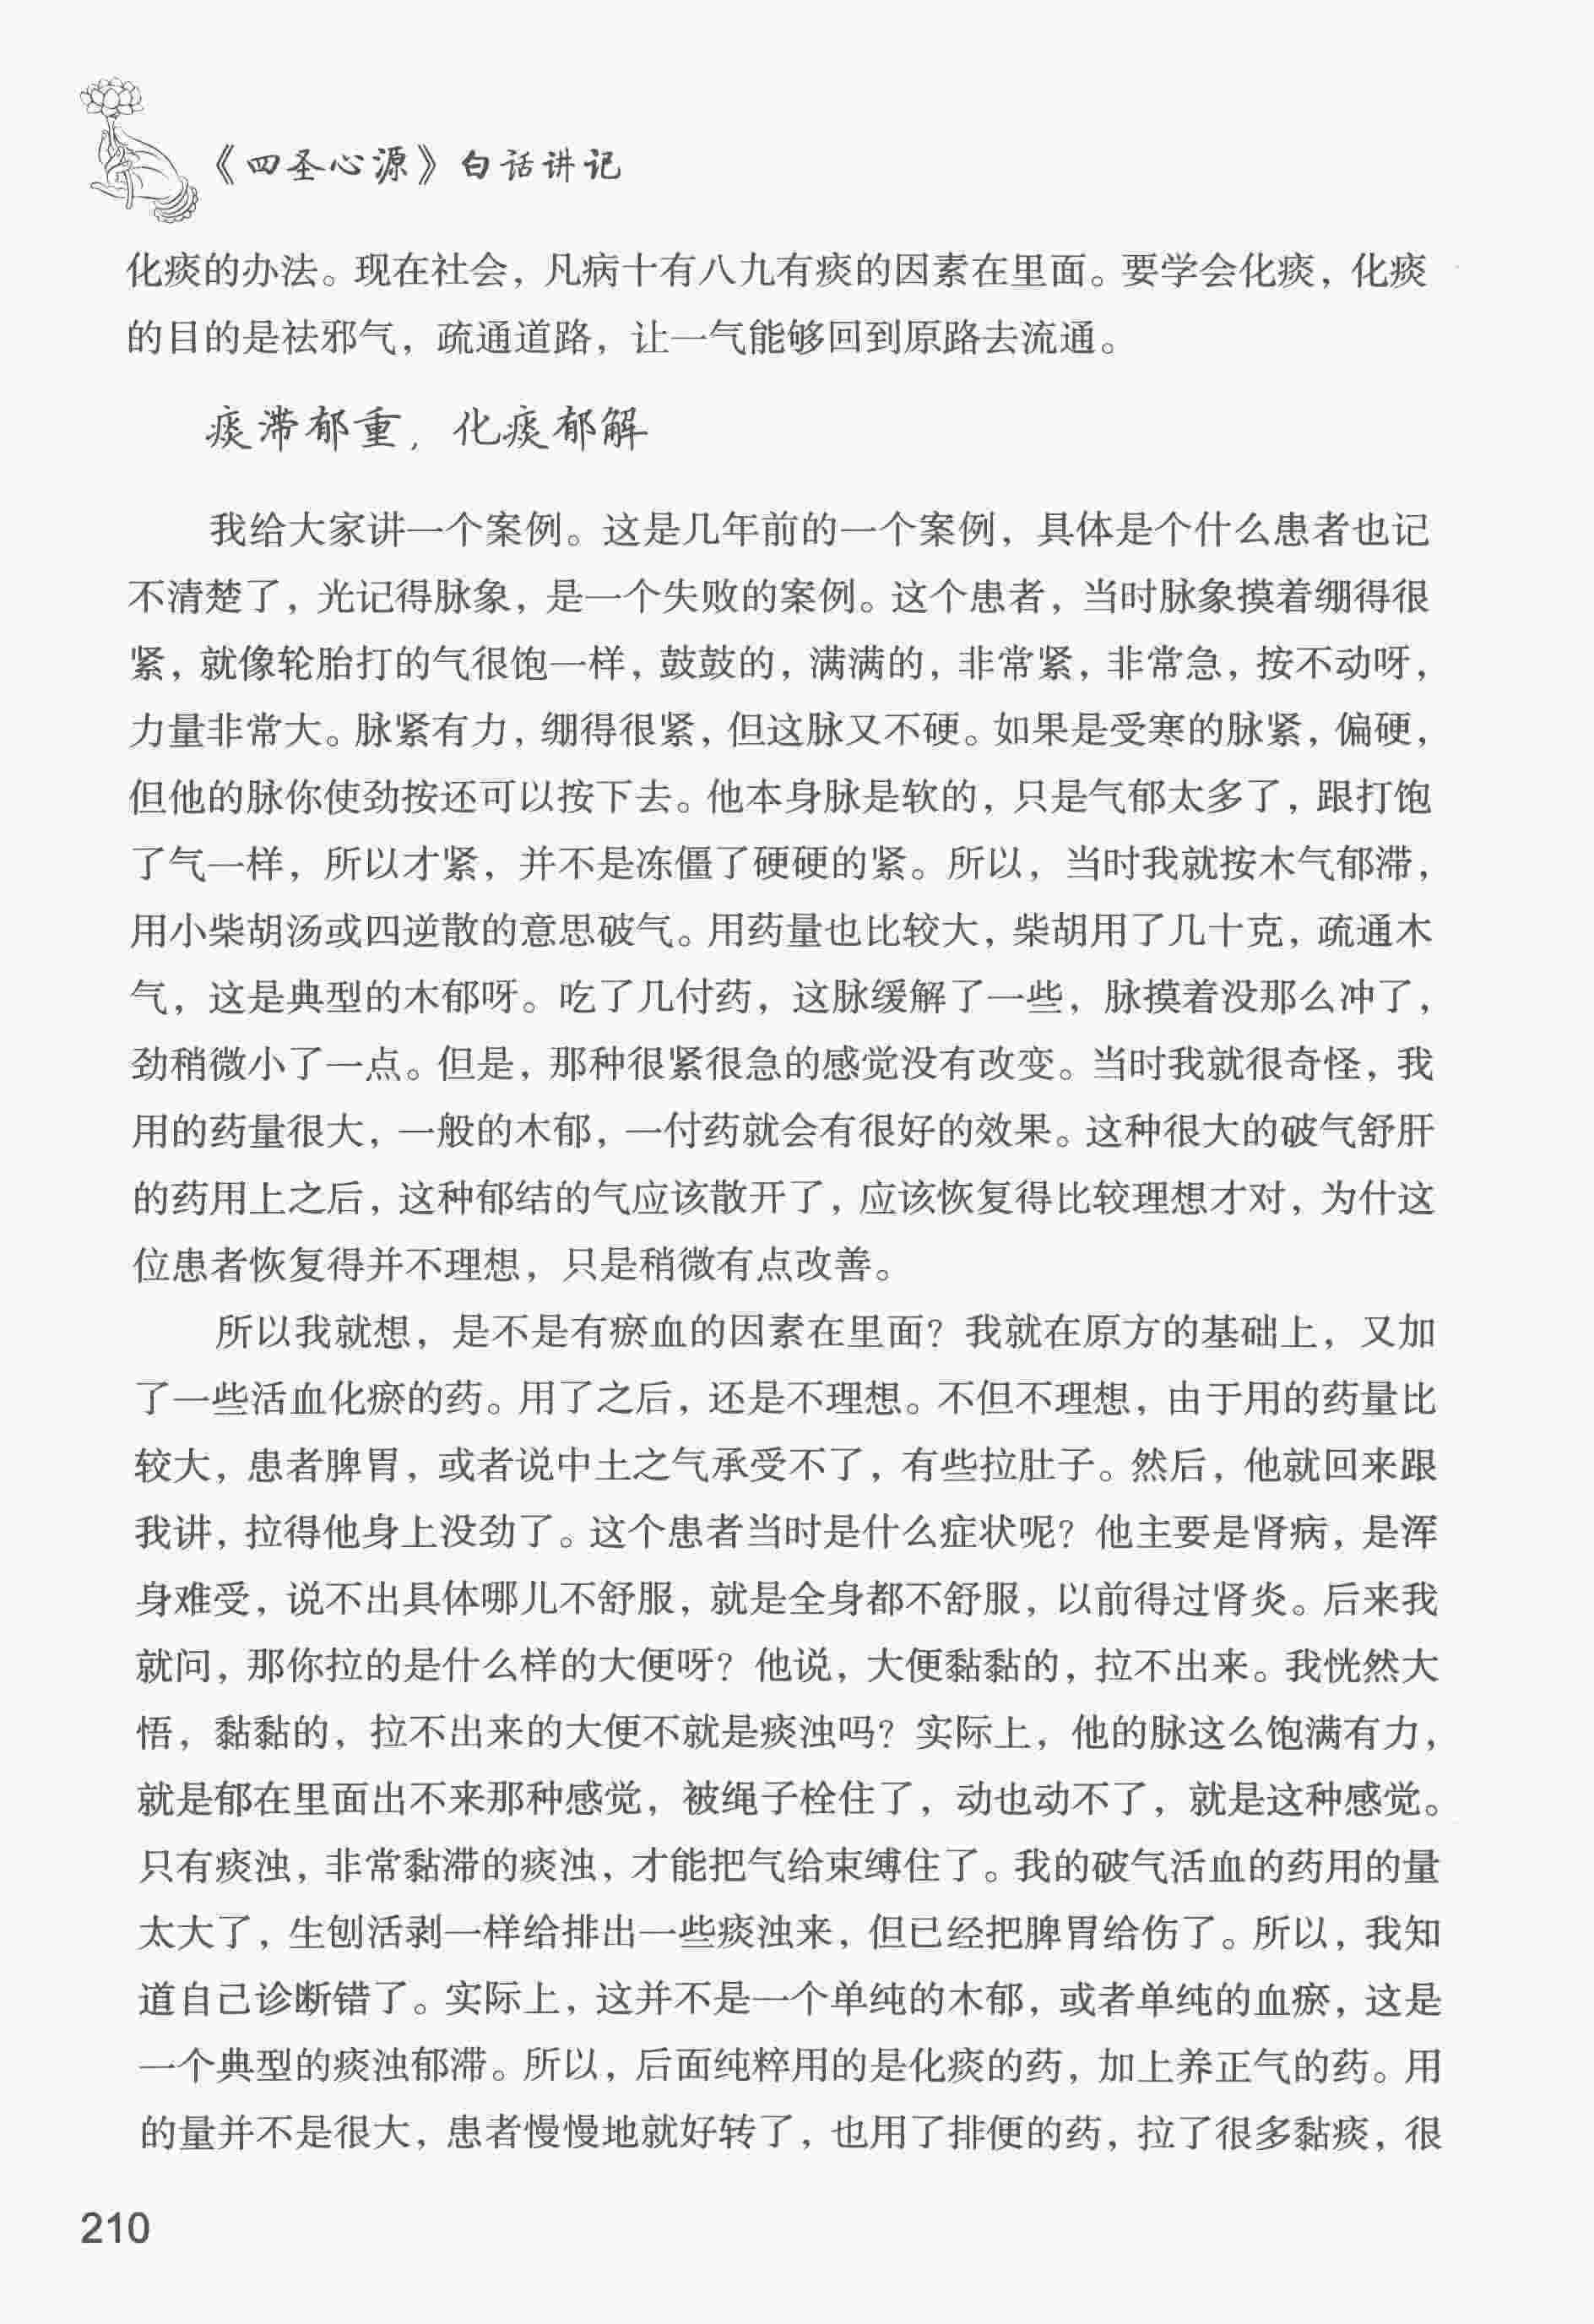 《四圣心源》白话讲记
化痰的办法。现在社会，凡病十有八九有痰的因素在里面。要学会化痰，化痰
的目的是祛邪气，疏通道路，让一气能够回到原路去流通。
痰滞郁重，化痰郁解
我给大家讲一个案例。这是几年前的一个案例，具体是个什么患者也记
不清楚了，光记得脉象，是一个失败的案例。这个患者，当时脉象摸着绷得很
紧，就像轮胎打的气很饱一样，鼓鼓的，满满的，非常紧，非常急，按不动呀，
力量非常大。脉紧有力，绷得很紧，但这脉又不硬。如果是受寒的脉紧，偏硬，
但他的脉你使劲按还可以按下去。他本身脉是软的，只是气郁太多了，跟打饱
了气一样，所以才紧，并不是冻僵了硬硬的紧。所以，当时我就按木气郁滞，
用小柴胡汤或四逆散的意思破气。用药量也比较大，柴胡用了几十克，疏通木
气，这是典型的木郁呀。吃了几付药，这脉缓解了一些，脉摸着没那么冲了，
劲稍微小了一点。但是，那种很紧很急的感觉没有改变。当时我就很奇怪，我
用的药量很大，一般的木郁，一付药就会有很好的效果。这种很大的破气舒肝
的药用上之后，这种郁结的气应该散开了，应该恢复得比较理想才对，为什这
位患者恢复得并不理想，只是稍微有点改善。
所以我就想，是不是有瘀血的因素在里面？我就在原方的基础上，又加
了一些活血化瘀的药。用了之后，还是不理想。不但不理想，由于用的药量比
较大，患者脾胃，或者说中土之气承受不了，有些拉肚子。然后，他就回来跟
我讲，拉得他身上没劲了。这个患者当时是什么症状呢？他主要是肾病，是浑
身难受，说不出具体哪儿不舒服，就是全身都不舒服，以前得过肾炎。后来我
就问，那你拉的是什么样的大便呀？他说，大便黏黏的，拉不出来。我恍然大
悟，黏黏的，拉不出来的大便不就是痰浊吗？实际上，他的脉这么饱满有力，
就是郁在里面出不来那种感觉，被绳子栓住了，动也动不了，就是这种感觉。
只有痰浊，非常黏滞的痰浊，才能把气给束缚住了。我的破气活血的药用的量
太大了，生刨活剥一样给排出一些痰浊来，但已经把脾胃给伤了。所以，我知
道自己诊断错了。实际上，这并不是一个单纯的木郁，或者单纯的血瘀，这是
一个典型的痰浊郁滞。所以，后面纯粹用的是化痰的药，加上养正气的药。用
的量并不是很大，患者慢慢地就好转了，也用了排便的药，拉了很多黏痰，很
210